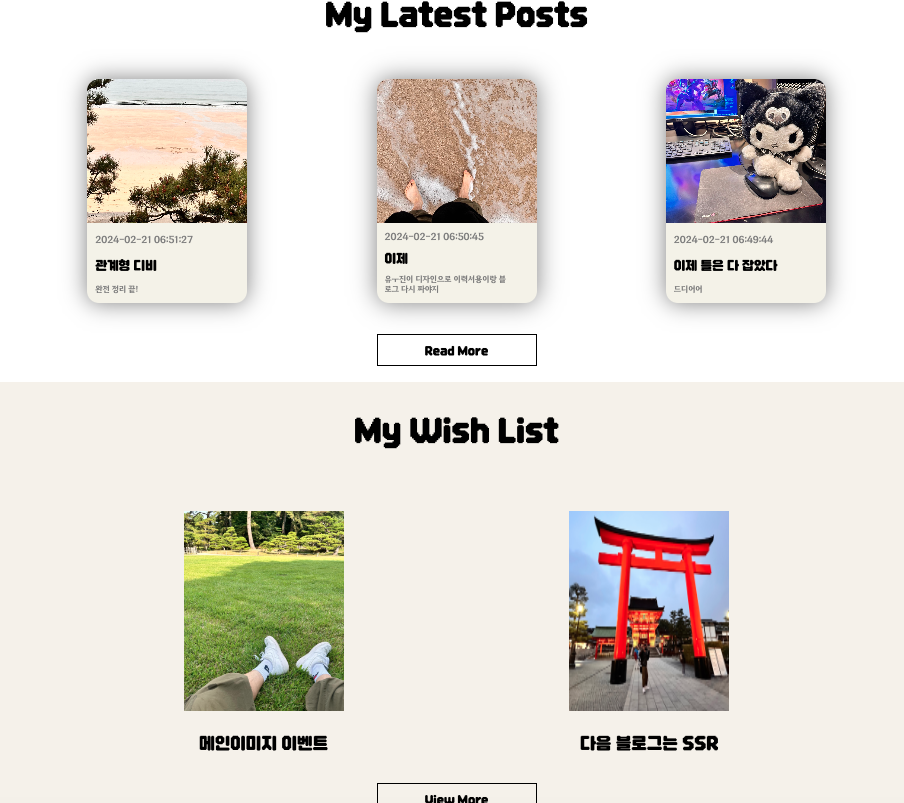 My Latest Posts
2024-02-21 06:51:27
관계형 디비
완전 정리 끝!
2024-02-21 06:50:45
이제
유ㅜ진이 디자인으로 이력서용이랑 블
로그 다시 파야지
2024-02-21 06:49:44
이제 틀은 다 잡았다
드디어어
Read More
My Wish List
메인이미지 이벤트
다음 블로그는 SSR
View More